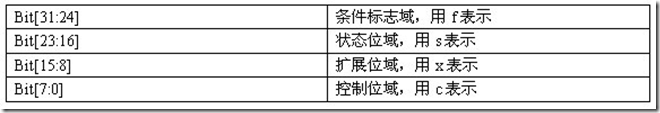 Bit[31:24] 条件标志域，用 f 表示
Bit[23:16] 状态位域，用 s 表示
Bit[15:8] 扩展位域，用 x 表示
Bit[7:0] 控制位域，用 c 表示